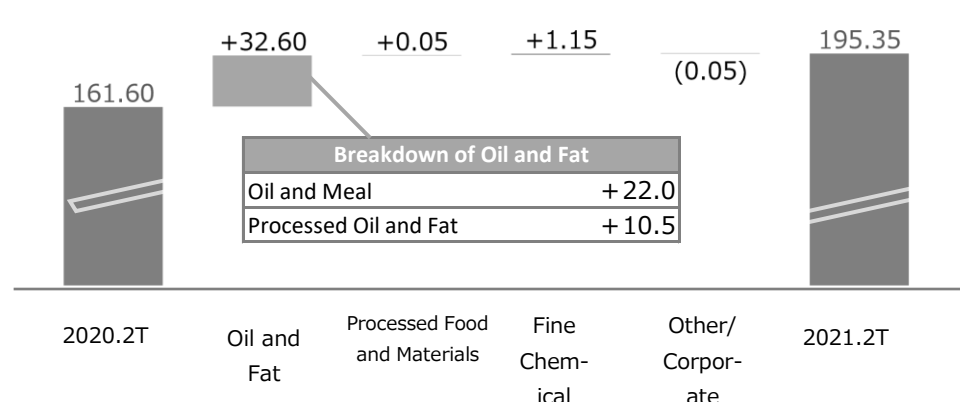 +32.60
+0.05
+1.15
195.35
(0.05)
161.60
Breakdown of Oil and Fat
Oil and Meal +22.0
Processed Oil and Fat +10.5
2020.2T
Oil and
Fat
Processed Food
and Materials
Fine
Chem-
ical
Other/
Corpor-
ate
2021.2T